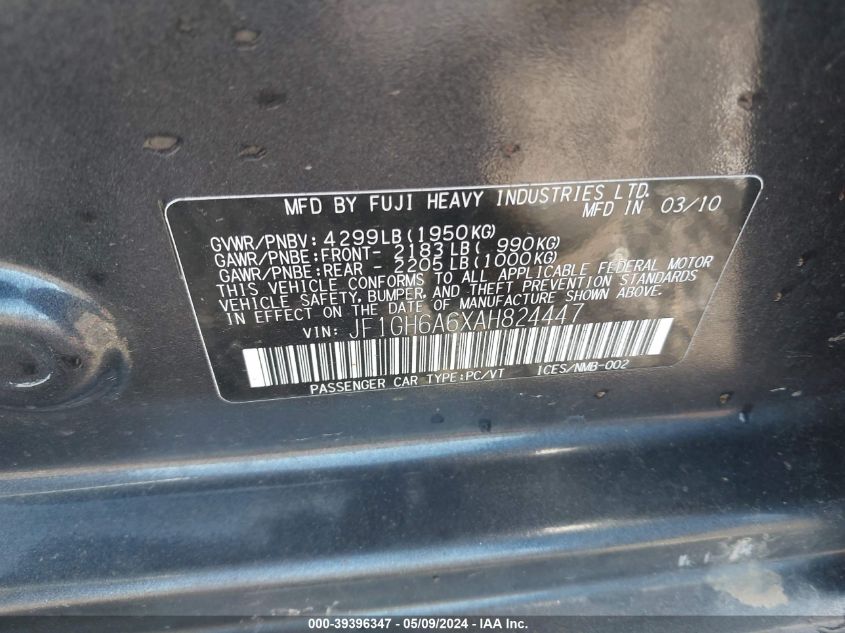 MFD BY FUJI HEAVY INDUSTRIES LTD.
MFD IN 03/10
GVWR/PNBV: 4299LB(1950KG)
GAWR/PNBE:FRONT- 2183LB( 990KG)
GAWR/PNBE:REAR - 2205LB(1000KG)
THIS VEHICLE CONFORMS TO ALL APPLICABLE FEDERAL MOTOR
VEHICLE SAFETY, BUMPER, AND THEFT PREVENTION STANDARDS
IN EFFECT ON THE DATE OF MANUFACTURE SHOWN ABOVE.
VIN: JF1GH6A6XAH824447
PASSENGER CAR TYPE:PC/VT ICES/NMB-002
000-39396347 - 05/09/2024 - IAA Inc.